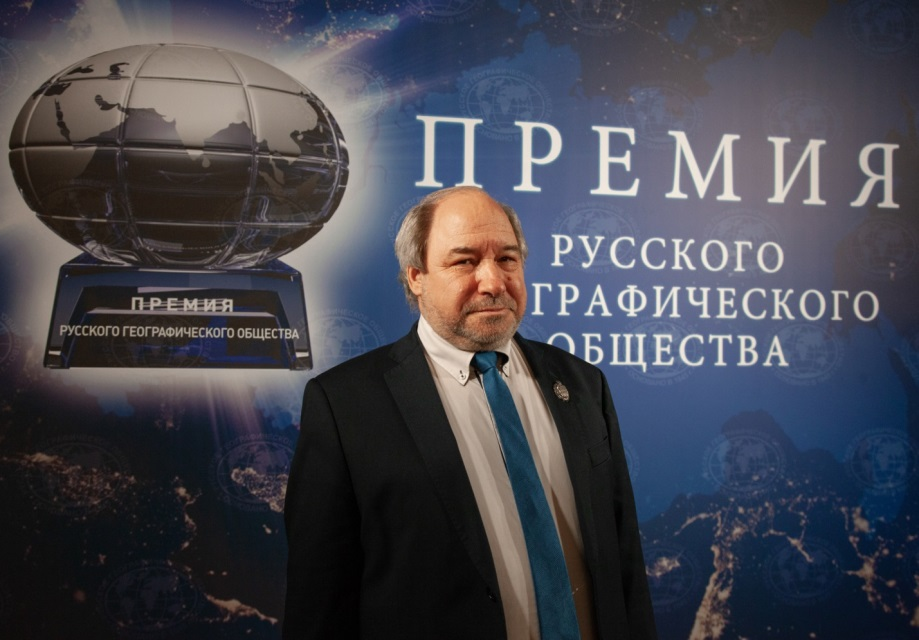 ПРЕМИЯ
РУССКОГО
ГРАФИЧЕСКОГО
ОБЩЕСТВА
ПРЕМИЯ
РУССКОГО ГЕОГРАФИЧЕСКОГО ОБЩЕСТВА